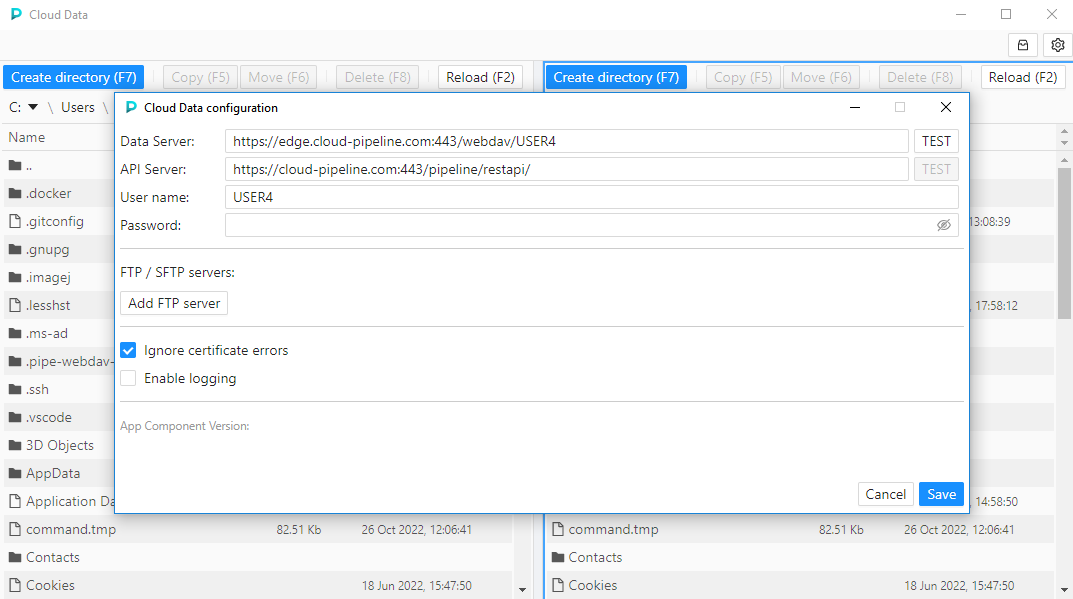 Cloud Data
Create directory (F7) Copy (F5) Move (F6) Delete (F8) Reload (F2) Create directory (F7) Copy (F5) Move (F6) Delete (F8) Reload (F2)
C: \ Users \
Cloud Data configuration
Name
Data Server: https://edge.cloud-pipeline.com:443/webdav/USER4 TEST
API Server: https://cloud-pipeline.com:443/pipeline/restapi/ TEST
..
.docker
User name: USER4
.gitconfig
Password:
13:08:39
.gnupg
FTP / SFTP servers:
.imagej
Add FTP server
.lesshst
, 17:58:12
.ms-ad
Ignore certificate errors
.pipe-webdav-
Enable logging
.ssh
.vscode
App Component Version:
3D Objects
AppData
Cancel Save
Application Da
, 14:58:50
command.tmp 82.51 Kb 26 Oct 2022, 12:06:41 command.tmp 82.51 Kb 26 Oct 2022, 12:06:41
Contacts Contacts
Cookies 18 Jun 2022, 15:47:50 Cookies 18 Jun 2022, 15:47:50